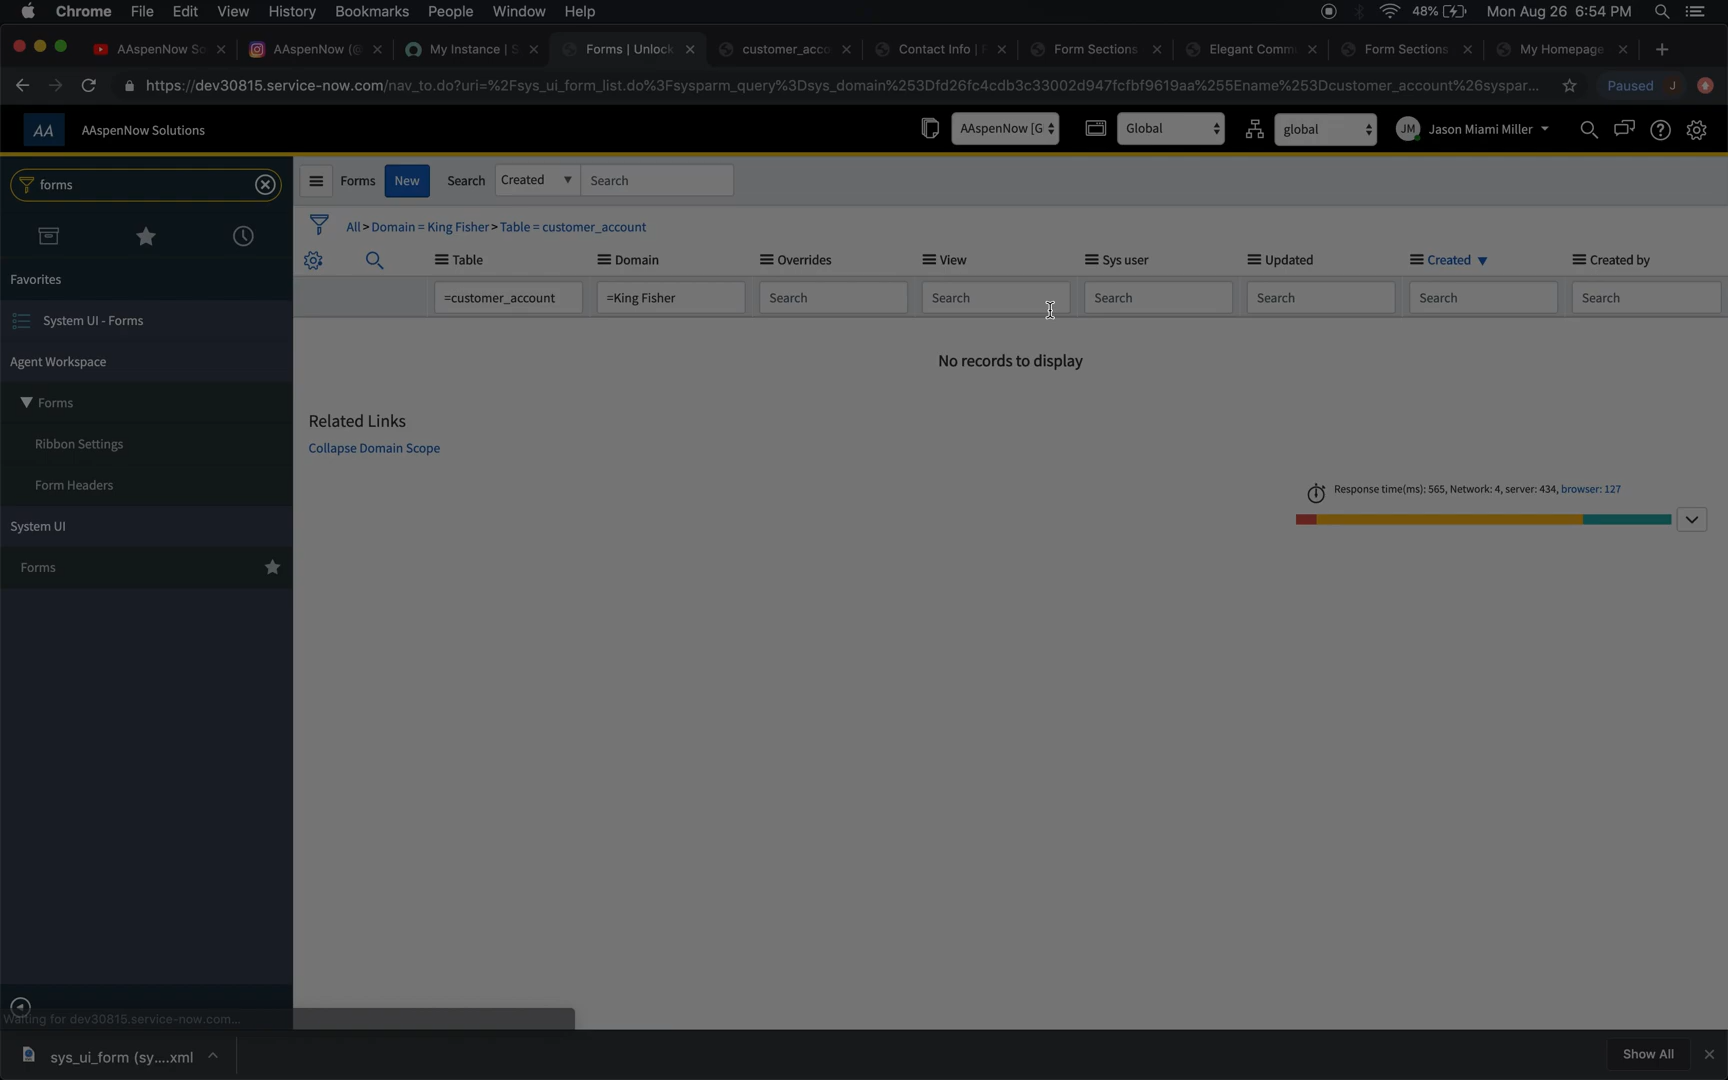 Chrome File Edit View History Bookmarks People Window Help 48% Mon Aug 26 6:54 PM
AAspenNow So AAspenNow (@ My Instance | S Forms | Unlock customer_acco Contact Info | F Form Sections Elegant Commu Form Sections My Homepage
https://dev30815.service-now.com/nav_to.do?uri=%2Fsys_ui_form_list.do%3Fsysparm_query%3Dsys_domain%253Dfd26fc4cdb3c33002d947fcfbf9619aa%255Ename%253Dcustomer_account%26syspar... Paused J
AA AAspenNow Solutions AAspenNow [G Global global JM Jason Miami Miller
forms
Favorites
System UI - Forms
Agent Workspace
Forms
Ribbon Settings
Form Headers
System UI
Forms
Forms New Search Created Search
All > Domain = King Fisher > Table = customer_account
Table Domain Overrides View Sys user Updated Created Created by
=customer_account =King Fisher Search Search Search Search Search Search
No records to display
Related Links
Collapse Domain Scope
Response time(ms): 565, Network: 4, server: 434, browser: 127
Waiting for dev30815.service-now.com...
sys_ui_form (sy....xml Show All